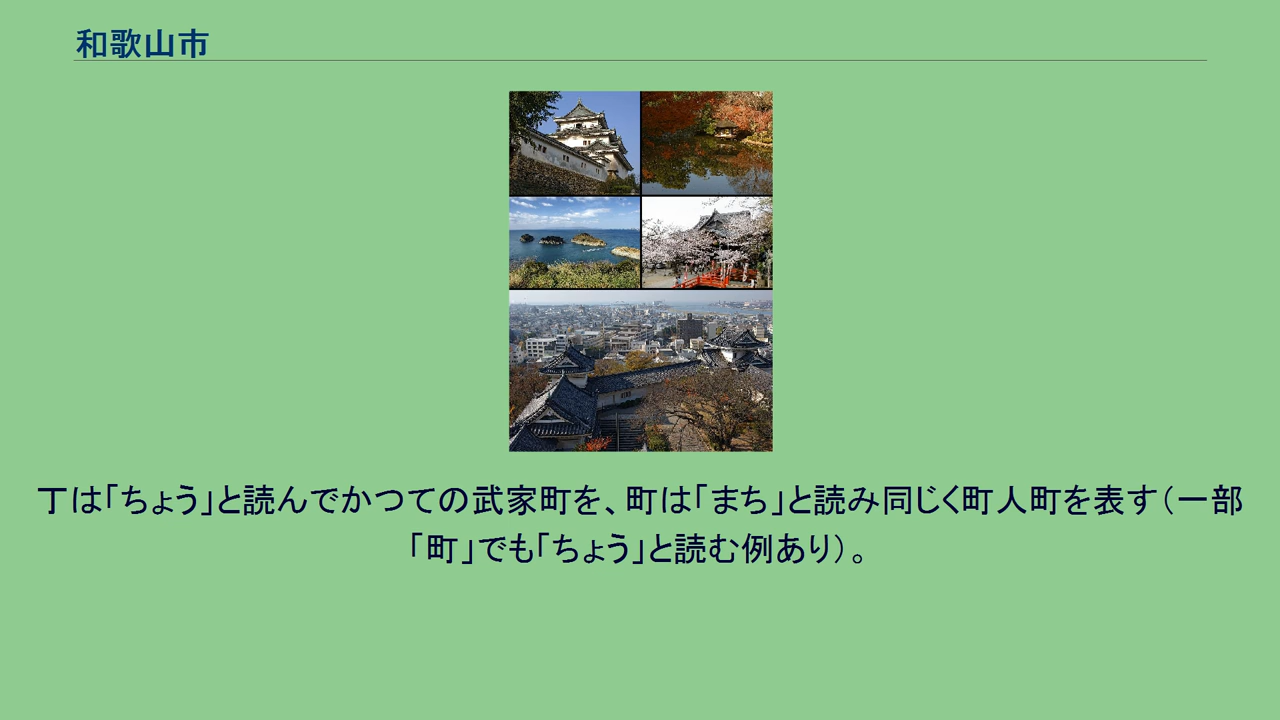 和歌山市
丁は「ちょう」と読んでかつての武家町を、町は「まち」と読み同じく町人町を表す（一部
「町」でも「ちょう」と読む例あり）。